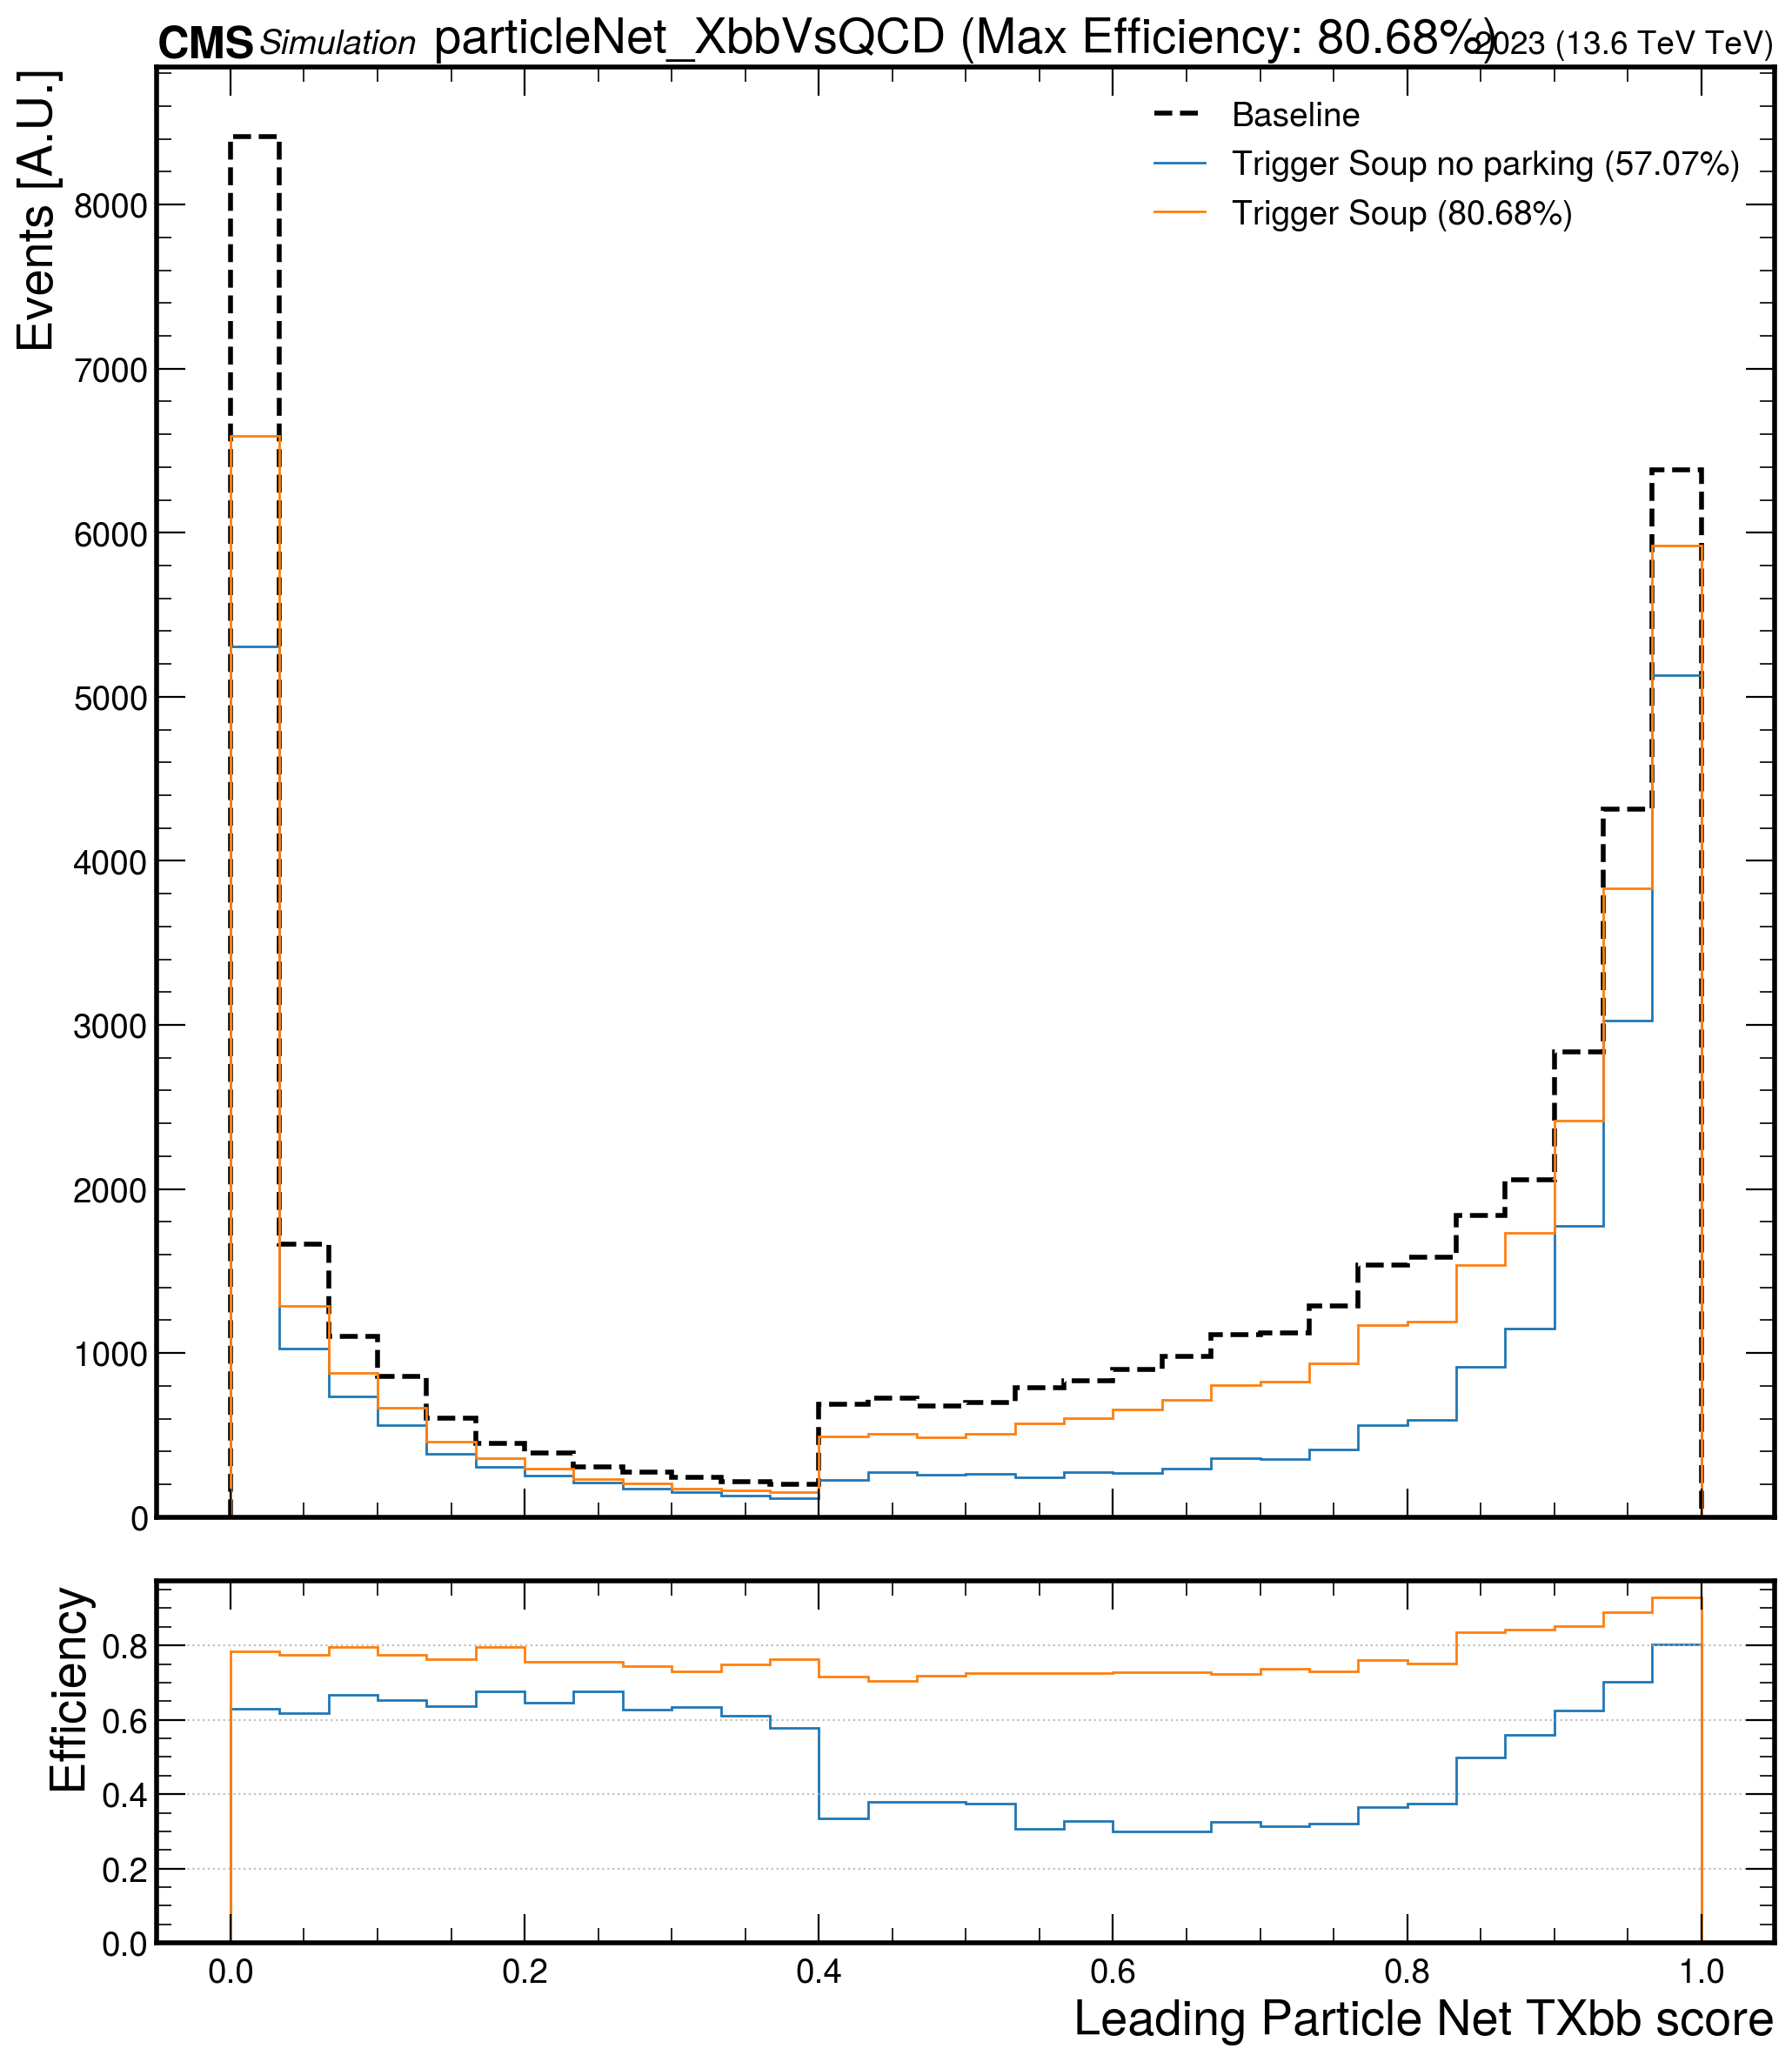 CMS Simulation particleNet_XbbVsQCD (Max Efficiency: 80.68%) 2023 (13.6 TeV TeV)
Events [A.U.]
Baseline
Trigger Soup no parking (57.07%)
Trigger Soup (80.68%)
8000
7000
6000
5000
4000
3000
2000
1000
0
Efficiency
0.8
0.6
0.4
0.2
0.0
0.0 0.2 0.4 0.6 0.8 1.0
Leading Particle Net TXbb score